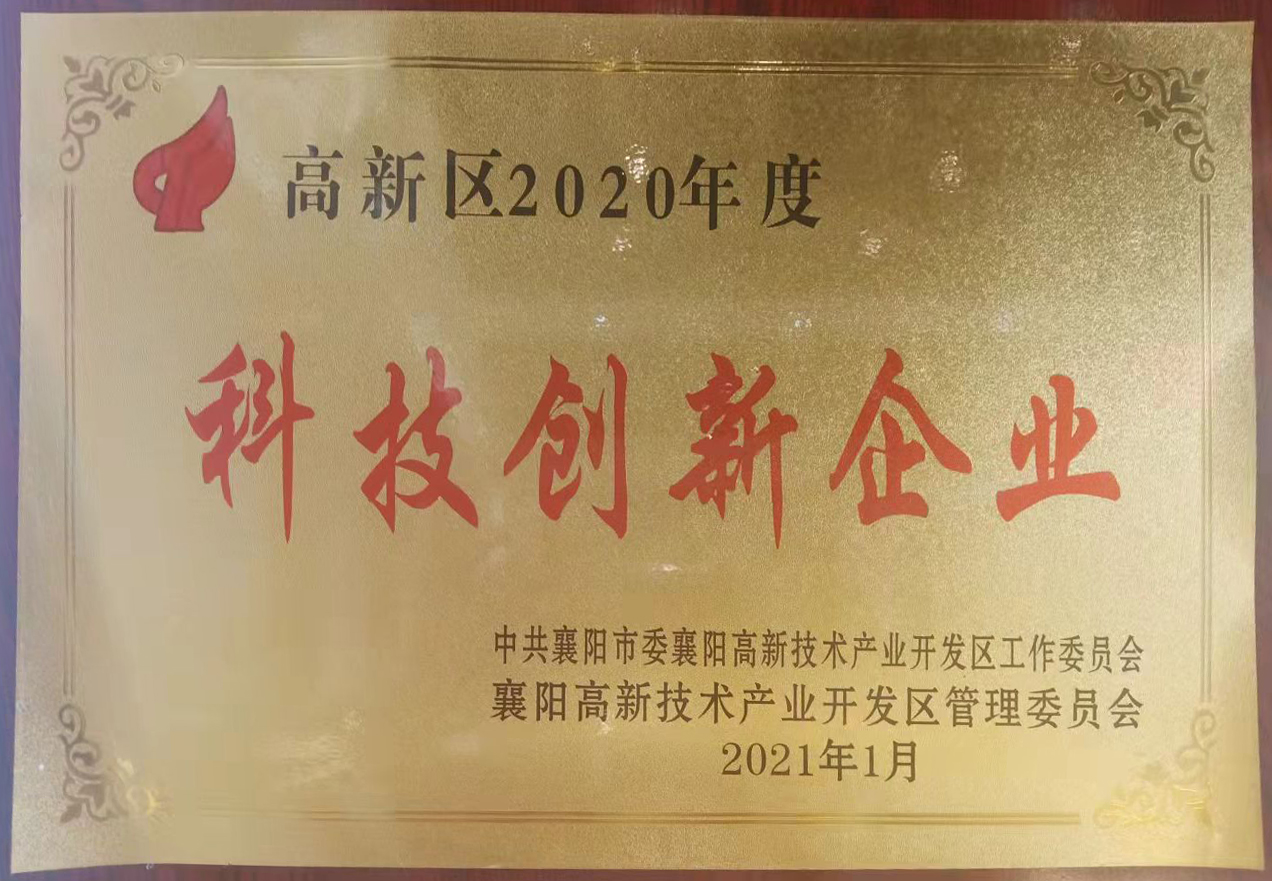 高新区2020年度
科技创新企业
中共襄阳市委襄阳高新技术产业开发区工作委员会
襄阳高新技术产业开发区管理委员会
2021年1月